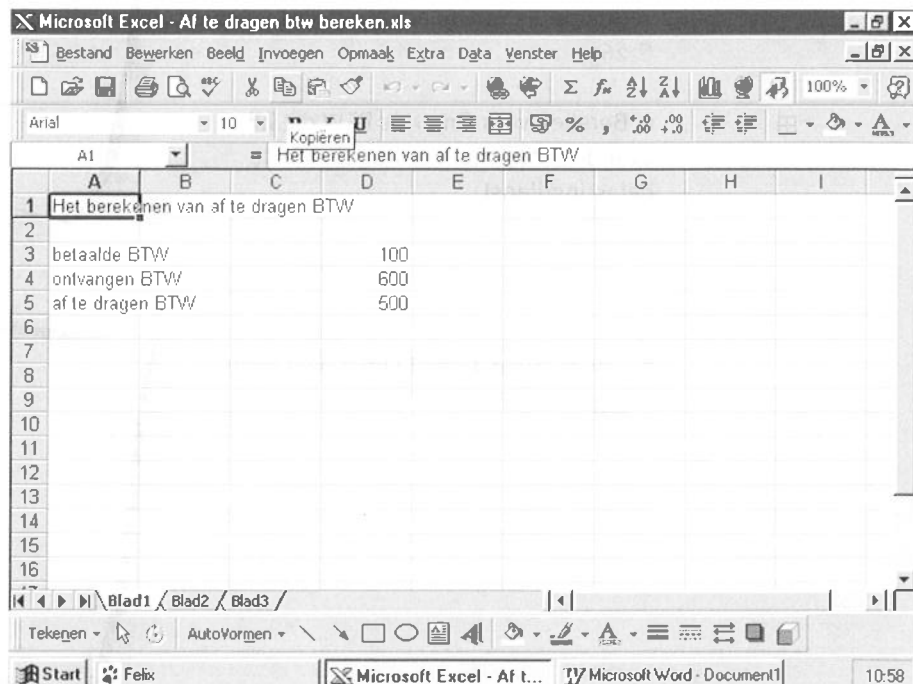 Microsoft Excel - Af te dragen btw bereken.xls
Bestand Bewerken Beeld Invoegen Opmaak Extra Data Venster Help
100%
Arial 10
Kopiëren
A1 = Het berekenen van af te dragen BTW
A B C D E F G H I
1 Het berekenen van af te dragen BTW
2
3 betaalde BTW 100
4 ontvangen BTW 600
5 af te dragen BTW 500
6
7
8
9
10
11
12
13
14
15
16
Blad1 Blad2 Blad3
Tekenen AutoVormen
Start Felix Microsoft Excel - Af t... Microsoft Word - Document1 10:58